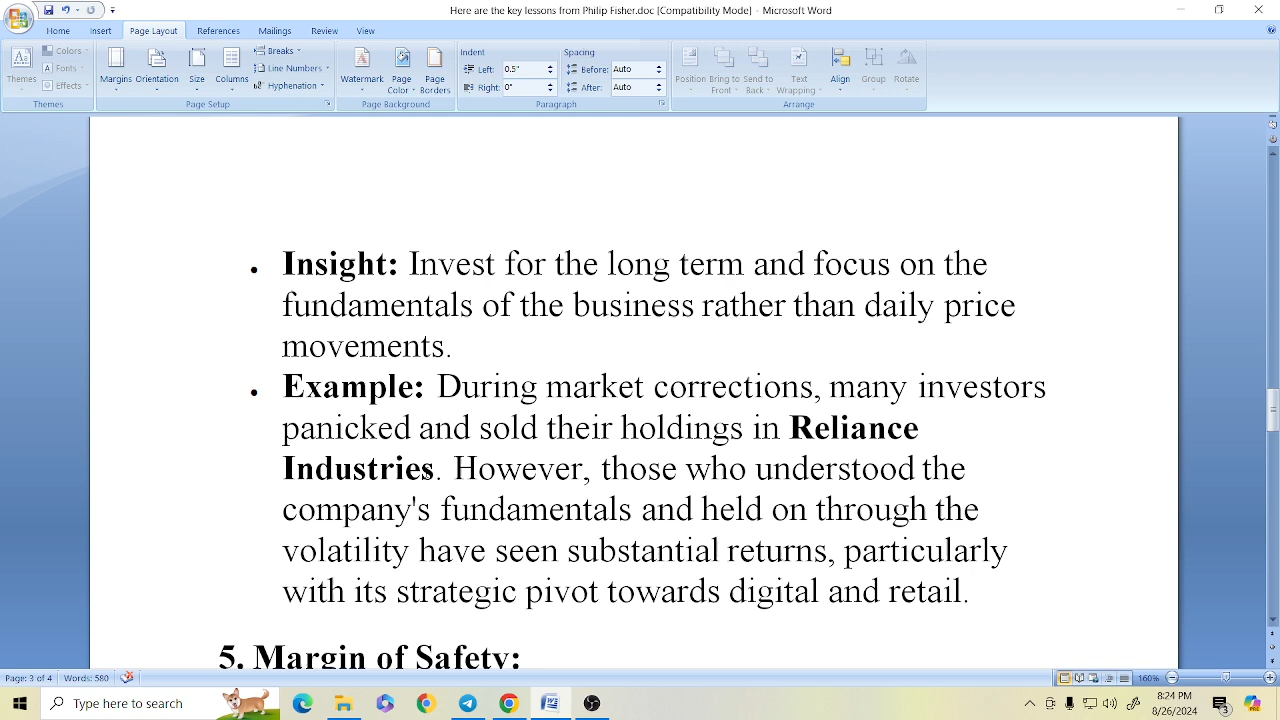 Here are the key lessons from Philip Fisher.doc [Compatibility Mode] - Microsoft Word
Home Insert Page Layout References Mailings Review View
Themes Colors Fonts Effects
Margins Orientation Size Columns Breaks Line Numbers Hyphenation
Watermark Page Color Page Borders
Indent Left: 0.5" Right: 0"
Spacing Before: Auto After: Auto
Position Bring to Front Send to Back Text Wrapping Align Group Rotate
Themes Page Setup Page Background Paragraph Arrange
• Insight: Invest for the long term and focus on the
fundamentals of the business rather than daily price
movements.
• Example: During market corrections, many investors
panicked and sold their holdings in Reliance
Industries. However, those who understood the
company's fundamentals and held on through the
volatility have seen substantial returns, particularly
with its strategic pivot towards digital and retail.
5. Margin of Safety:
Page: 3 of 4 Words: 580 160%
Type here to search
8:24 PM
8/26/2024